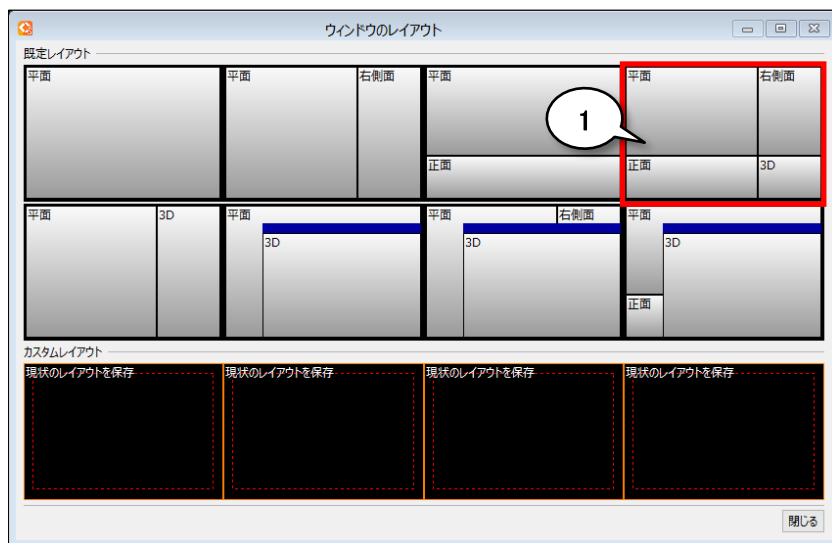 ウィンドウのレイアウト
既定レイアウト
平面
平面 右側面
平面
正面
平面 右側面
正面 3D
1
平面 3D
平面
3D
平面 右側面
3D
平面
3D
正面
カスタムレイアウト
現状のレイアウトを保存 現状のレイアウトを保存 現状のレイアウトを保存 現状のレイアウトを保存
閉じる